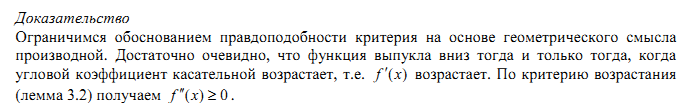 Доказательство
Ограничимся обоснованием правдоподобности критерия на основе геометрического смысла
производной. Достаточно очевидно, что функция выпукла вниз тогда и только тогда, когда
угловой коэффициент касательной возрастает, т.е. f′(x) возрастает. По критерию возрастания
(лемма 3.2) получаем f″(x) ≥ 0 .